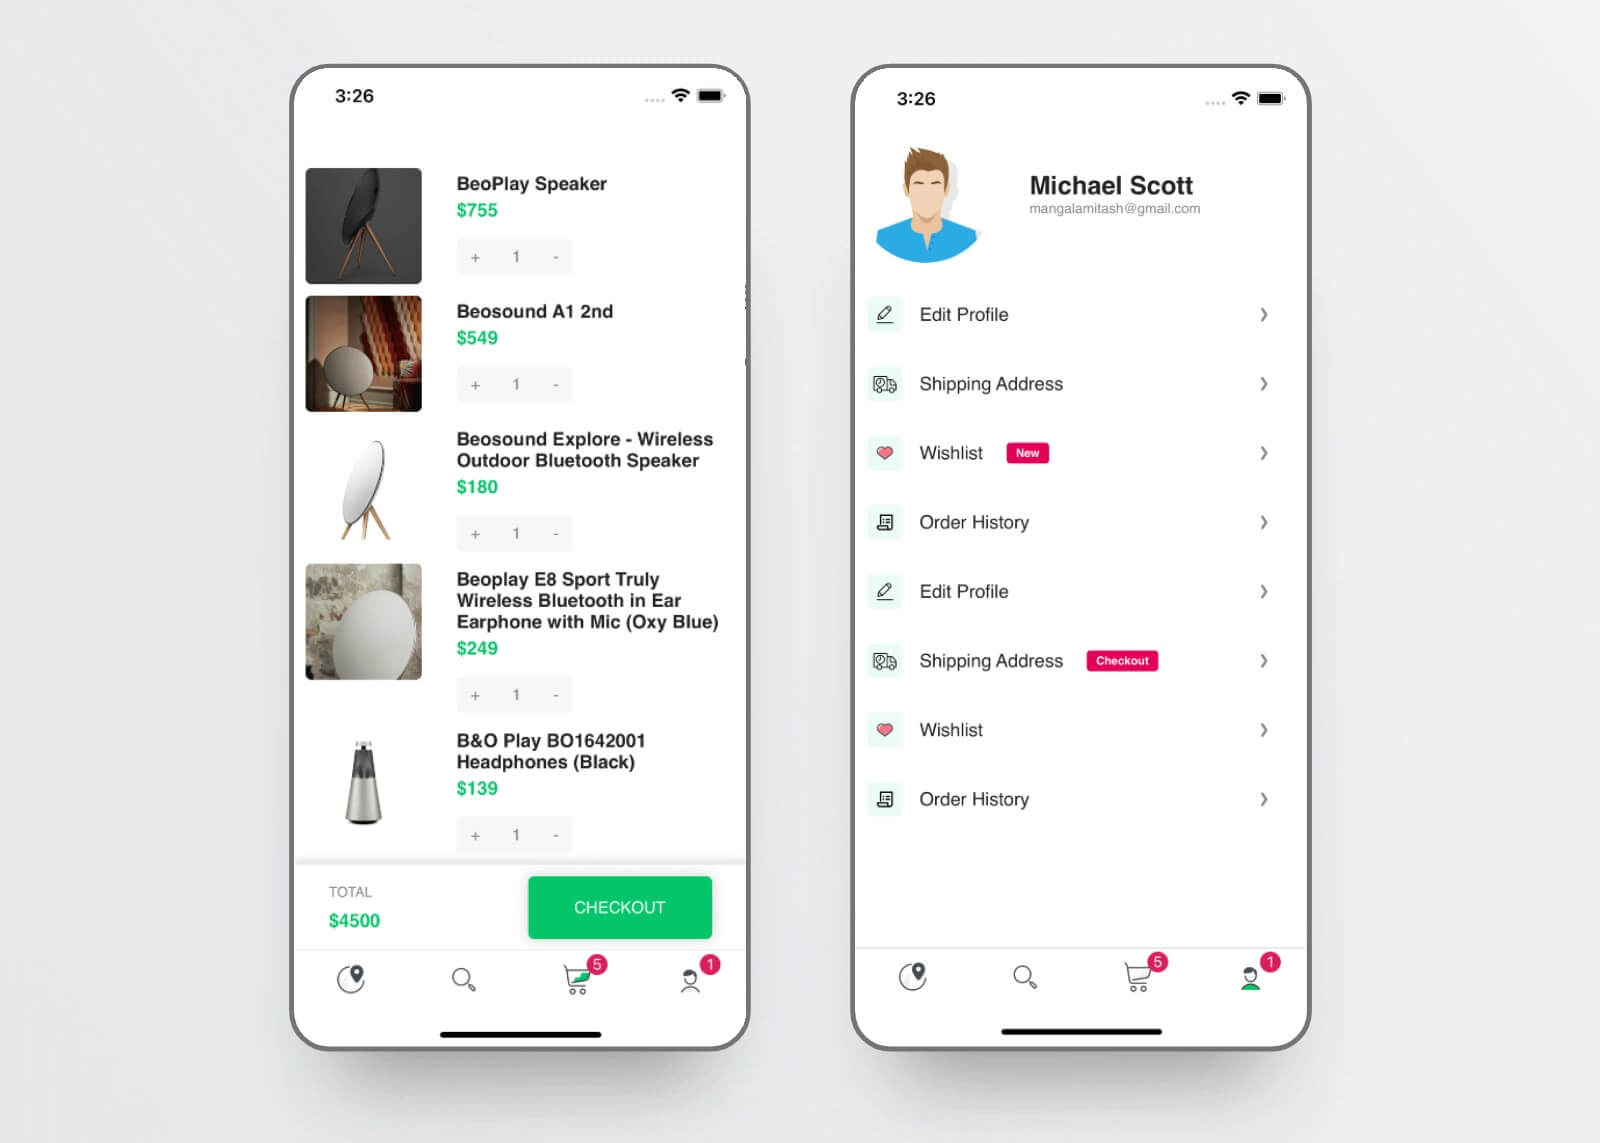 3:26
BeoPlay Speaker
$755
+ 1 -
Beosound A1 2nd
$549
+ 1 -
Beosound Explore - Wireless
Outdoor Bluetooth Speaker
$180
+ 1 -
Beoplay E8 Sport Truly
Wireless Bluetooth in Ear
Earphone with Mic (Oxy Blue)
$249
+ 1 -
B&O Play BO1642001
Headphones (Black)
$139
+ 1 -
TOTAL
$4500
CHECKOUT
5
1
3:26
Michael Scott
mangalamitash@gmail.com
Edit Profile
Shipping Address
Wishlist New
Order History
Edit Profile
Shipping Address Checkout
Wishlist
Order History
5
1